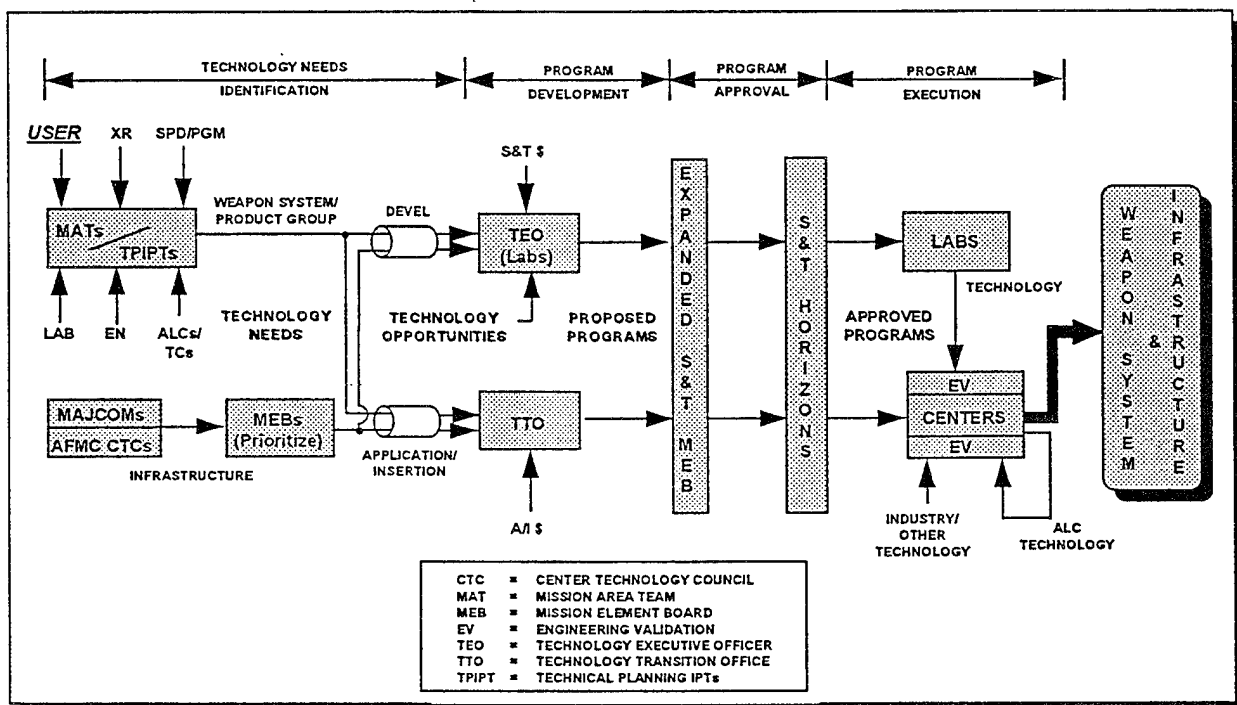 TECHNOLOGY NEEDS
IDENTIFICATION
PROGRAM
DEVELOPMENT
PROGRAM
APPROVAL
PROGRAM
EXECUTION
USER
XR
SPD/PGM
MATs
TPIPTs
LAB
EN
ALCs/
TCs
WEAPON SYSTEM/
PRODUCT GROUP
TECHNOLOGY
NEEDS
MAJCOMs
AFMC CTCs
INFRASTRUCTURE
MEBs
(Prioritize)
DEVEL
APPLICATION/
INSERTION
S&T $
TEO
(Labs)
TECHNOLOGY
OPPORTUNITIES
TTO
A/I $
PROPOSED
PROGRAMS
EXPANDED S&T MEB
S&T HORIZONS
APPROVED
PROGRAMS
LABS
TECHNOLOGY
EV
CENTERS
EV
INDUSTRY/
OTHER
TECHNOLOGY
ALC
TECHNOLOGY
WEAPON SYSTEM
&
INFRASTRUCTURE
CTC = CENTER TECHNOLOGY COUNCIL
MAT = MISSION AREA TEAM
MEB = MISSION ELEMENT BOARD
EV = ENGINEERING VALIDATION
TEO = TECHNOLOGY EXECUTIVE OFFICER
TTO = TECHNOLOGY TRANSITION OFFICE
TPIPT = TECHNICAL PLANNING IPTs